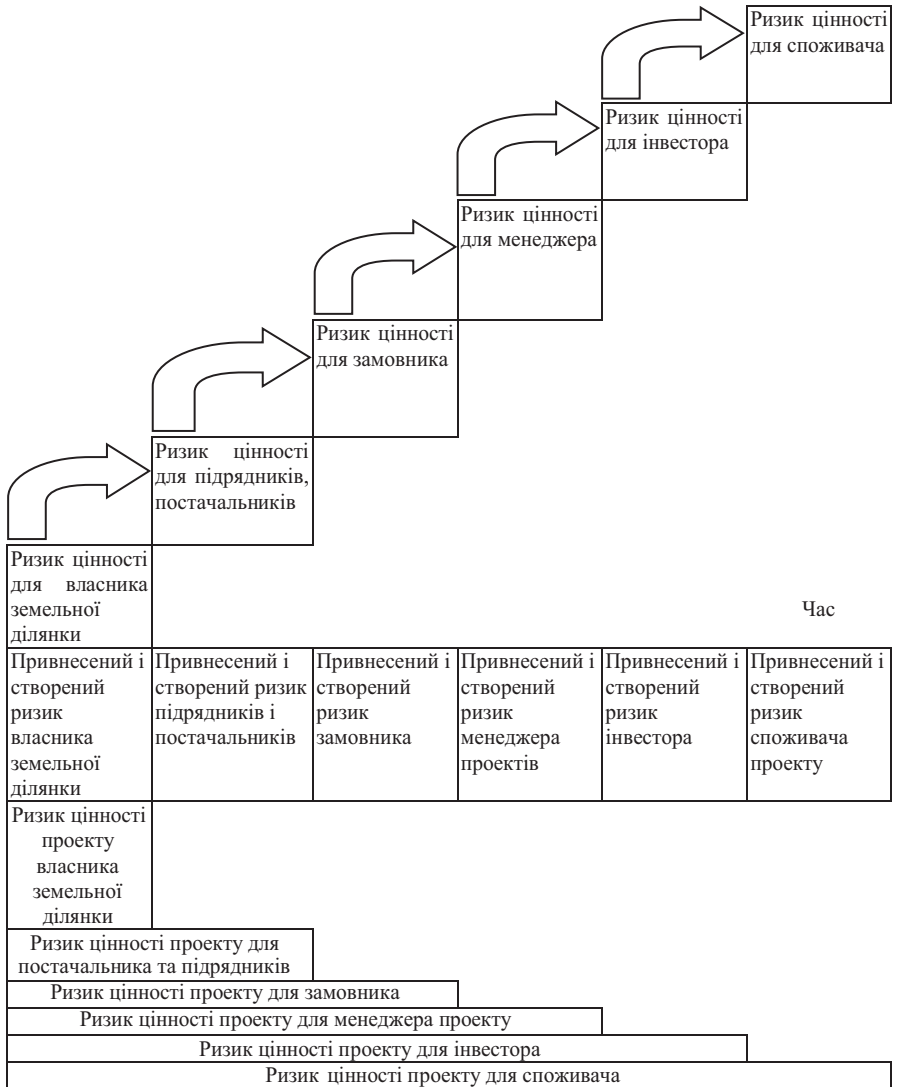 Ризик цінності
для споживача
Ризик цінності
для інвестора
Ризик цінності
для менеджера
Ризик цінності
для замовника
Ризик цінності
для підрядників,
постачальників
Ризик цінності
для власника
земельної
ділянки
Час
Привнесений і
створений
ризик
власника
земельної
ділянки
Привнесений і
створений ризик
підрядників і
постачальників
Привнесений і
створений
ризик
замовника
Привнесений і
створений
ризик
менеджера
проектів
Привнесений і
створений
ризик
інвестора
Привнесений і
створений
ризик
споживача
проекту
Ризик цінності
проекту
власника
земельної
ділянки
Ризик цінності проекту для
постачальника та підрядників
Ризик цінності проекту для замовника
Ризик цінності проекту для менеджера проекту
Ризик цінності проекту для інвестора
Ризик цінності проекту для споживача